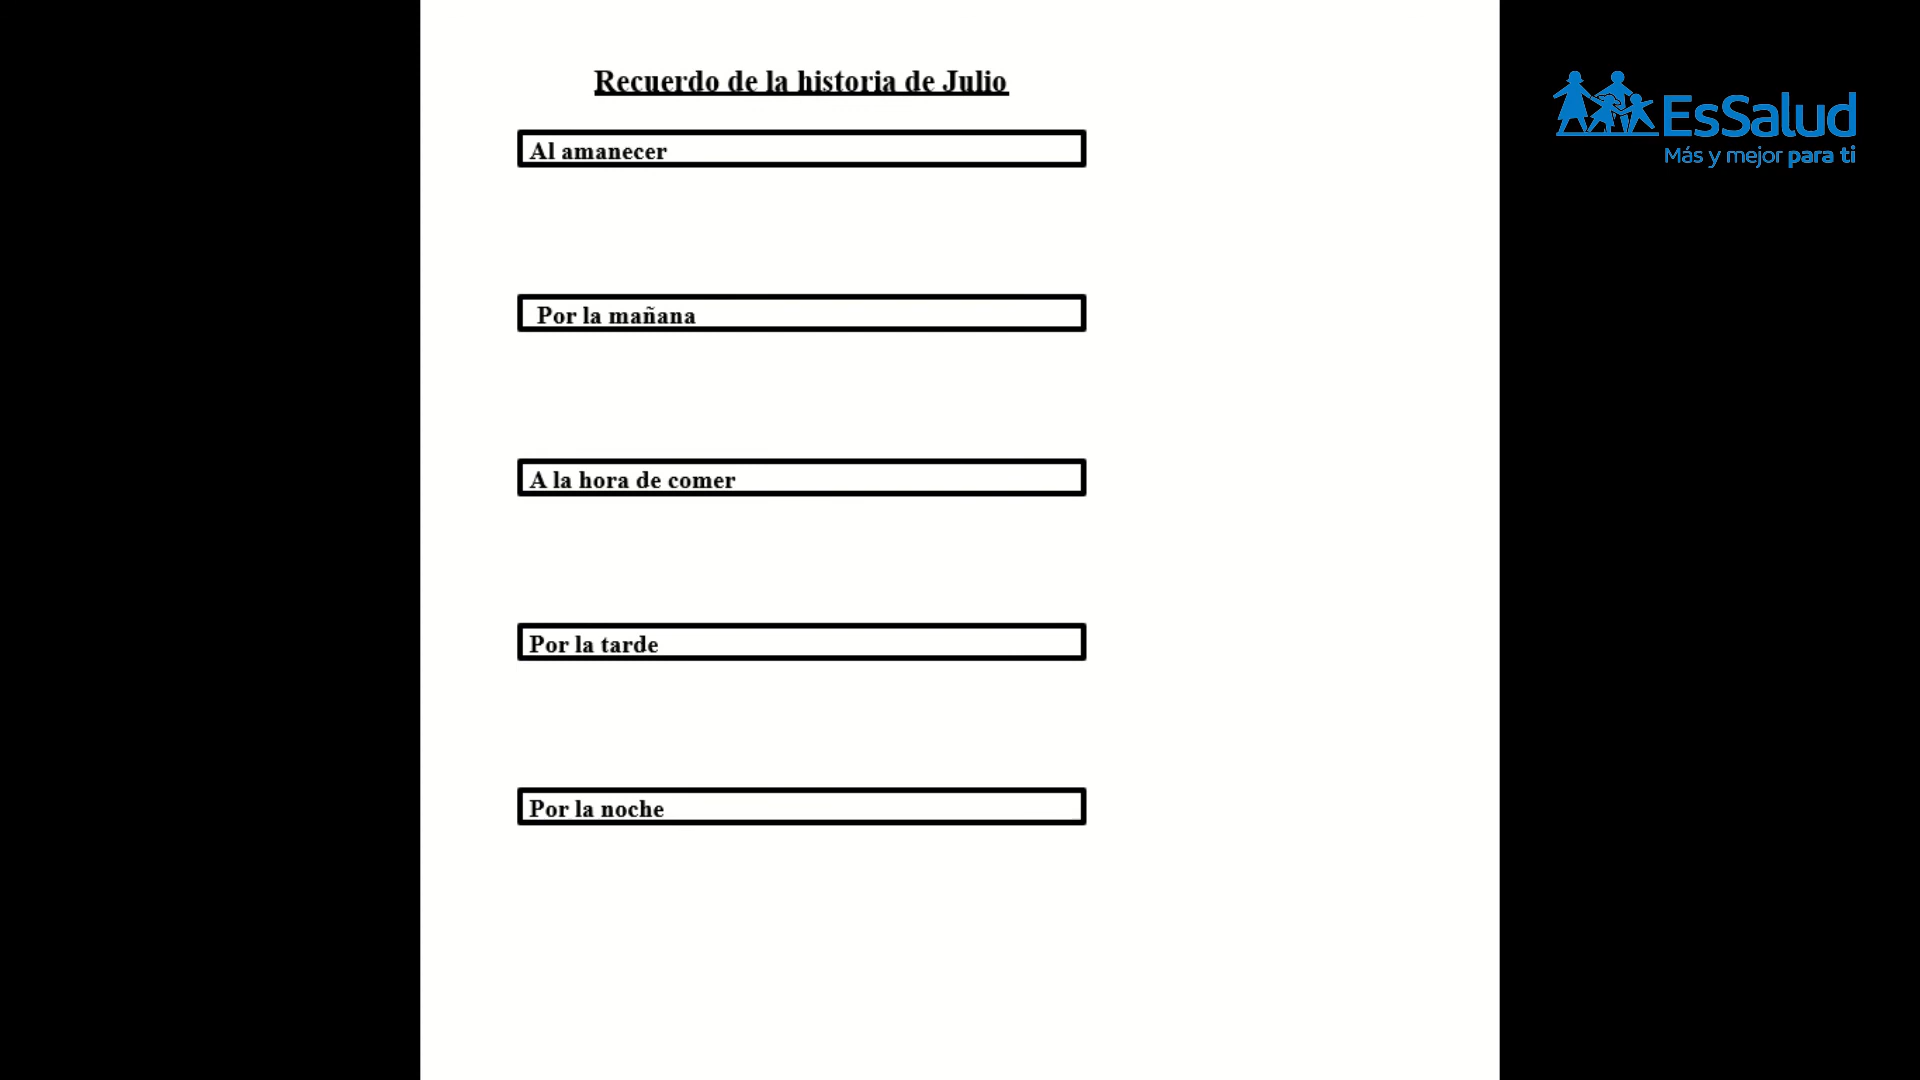 Recuerdo de la historia de Julio
EsSalud
Más y mejor para ti
Al amanecer
Por la mañana
A la hora de comer
Por la tarde
Por la noche